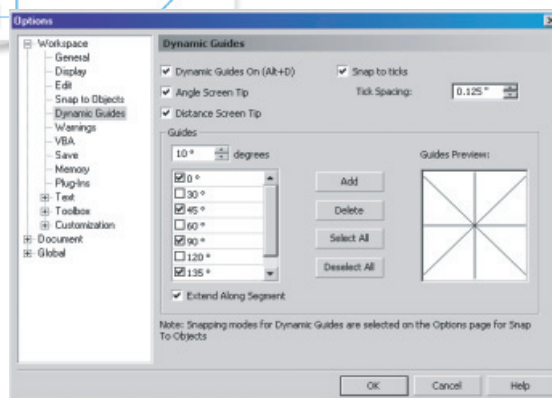 Options
Workspace
General
Display
Edit
Snap to Objects
Dynamic Guides
Warnings
VBA
Save
Memory
Plug-Ins
Text
Toolbox
Customization
Document
Global
Dynamic Guides
Dynamic Guides On (Alt+D)
Snap to ticks
Angle Screen Tip
Tick Spacing: 0.125 "
Distance Screen Tip
Guides
10 ° degrees
Guides Preview:
0 °
30 °
45 °
60 °
90 °
120 °
135 °
Add
Delete
Select All
Deselect All
Extend Along Segment
Note: Snapping modes for Dynamic Guides are selected on the Options page for Snap
To Objects
OK Cancel Help